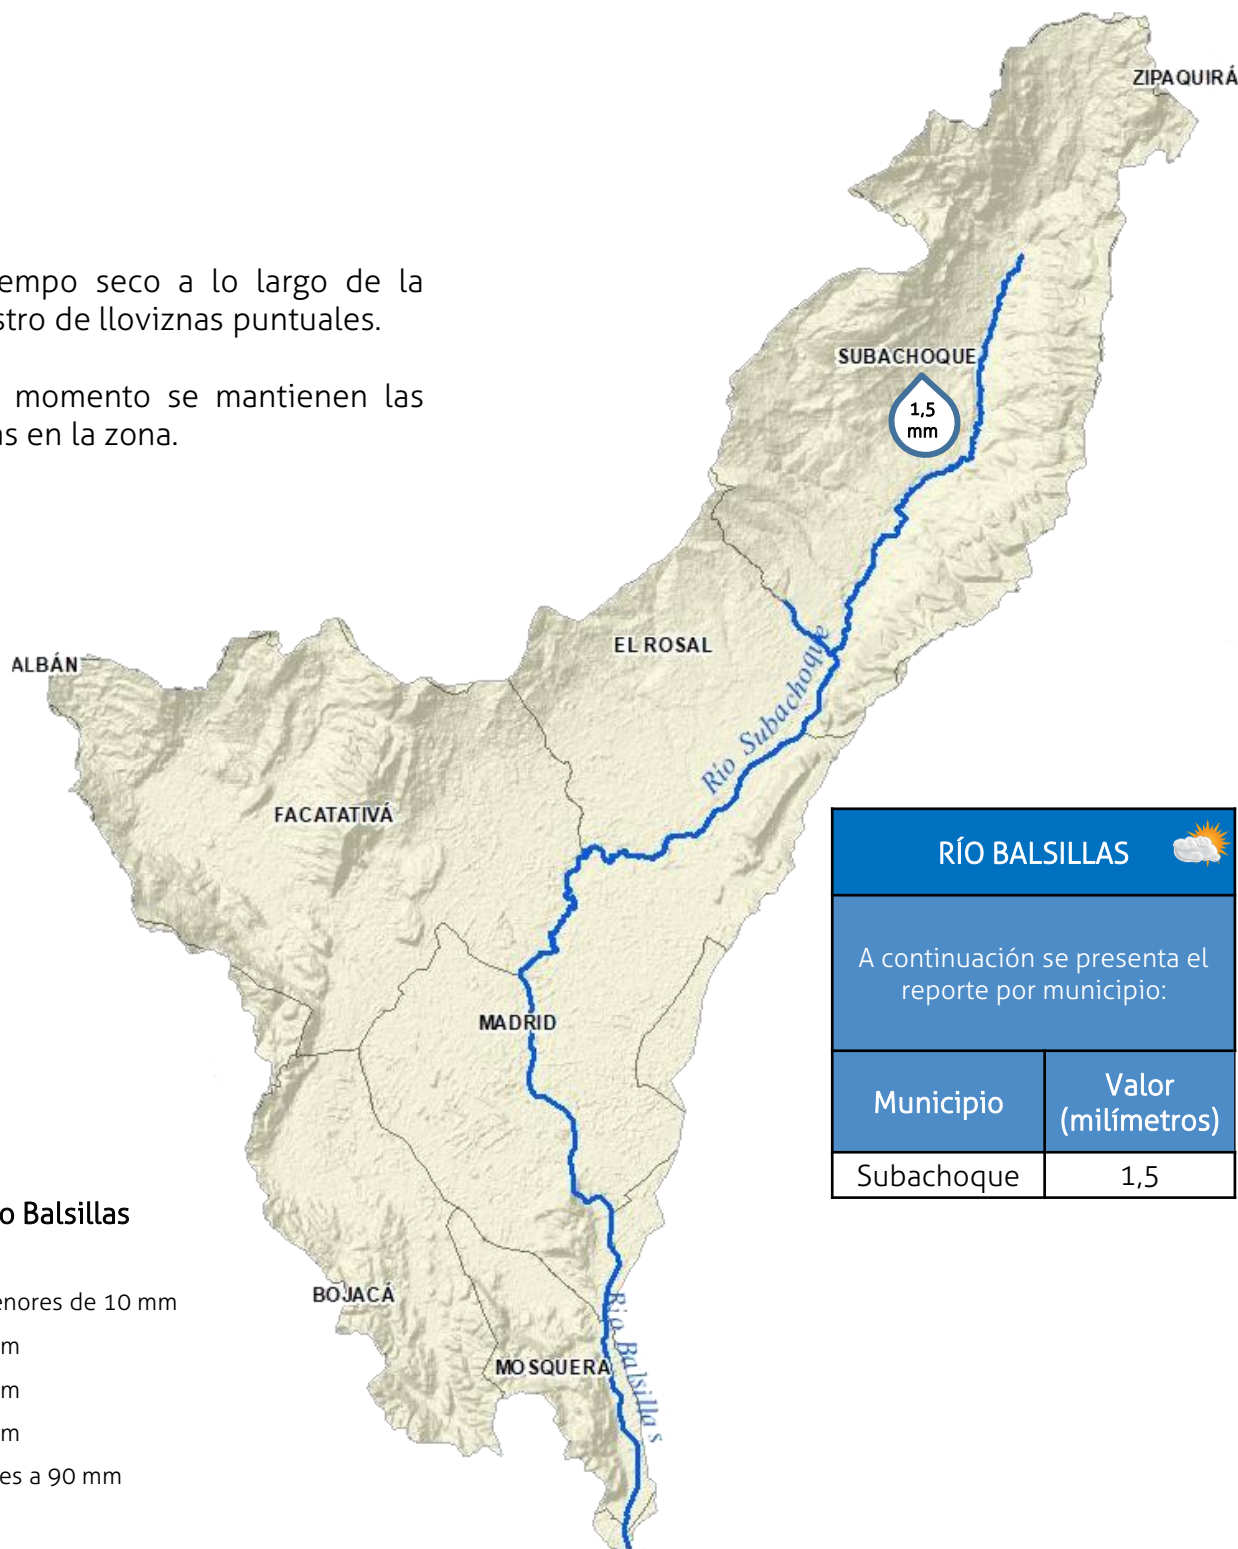 ZIPAQUIRÁ
empo seco a lo largo de la
stro de lloviznas puntuales.
momento se mantienen las
as en la zona.
SUBACHOQUE
1,5
mm
EL ROSAL
Río Subachoque
ALBÁN
FACATATIVÁ
MADRID
RÍO BALSILLAS
A continuación se presenta el
reporte por municipio:
Municipio
Valor
(milímetros)
Subachoque 1,5
o Balsillas
enores de 10 mm
m
m
m
es a 90 mm
BOJACÁ
MOSQUERA
Río Balsillas